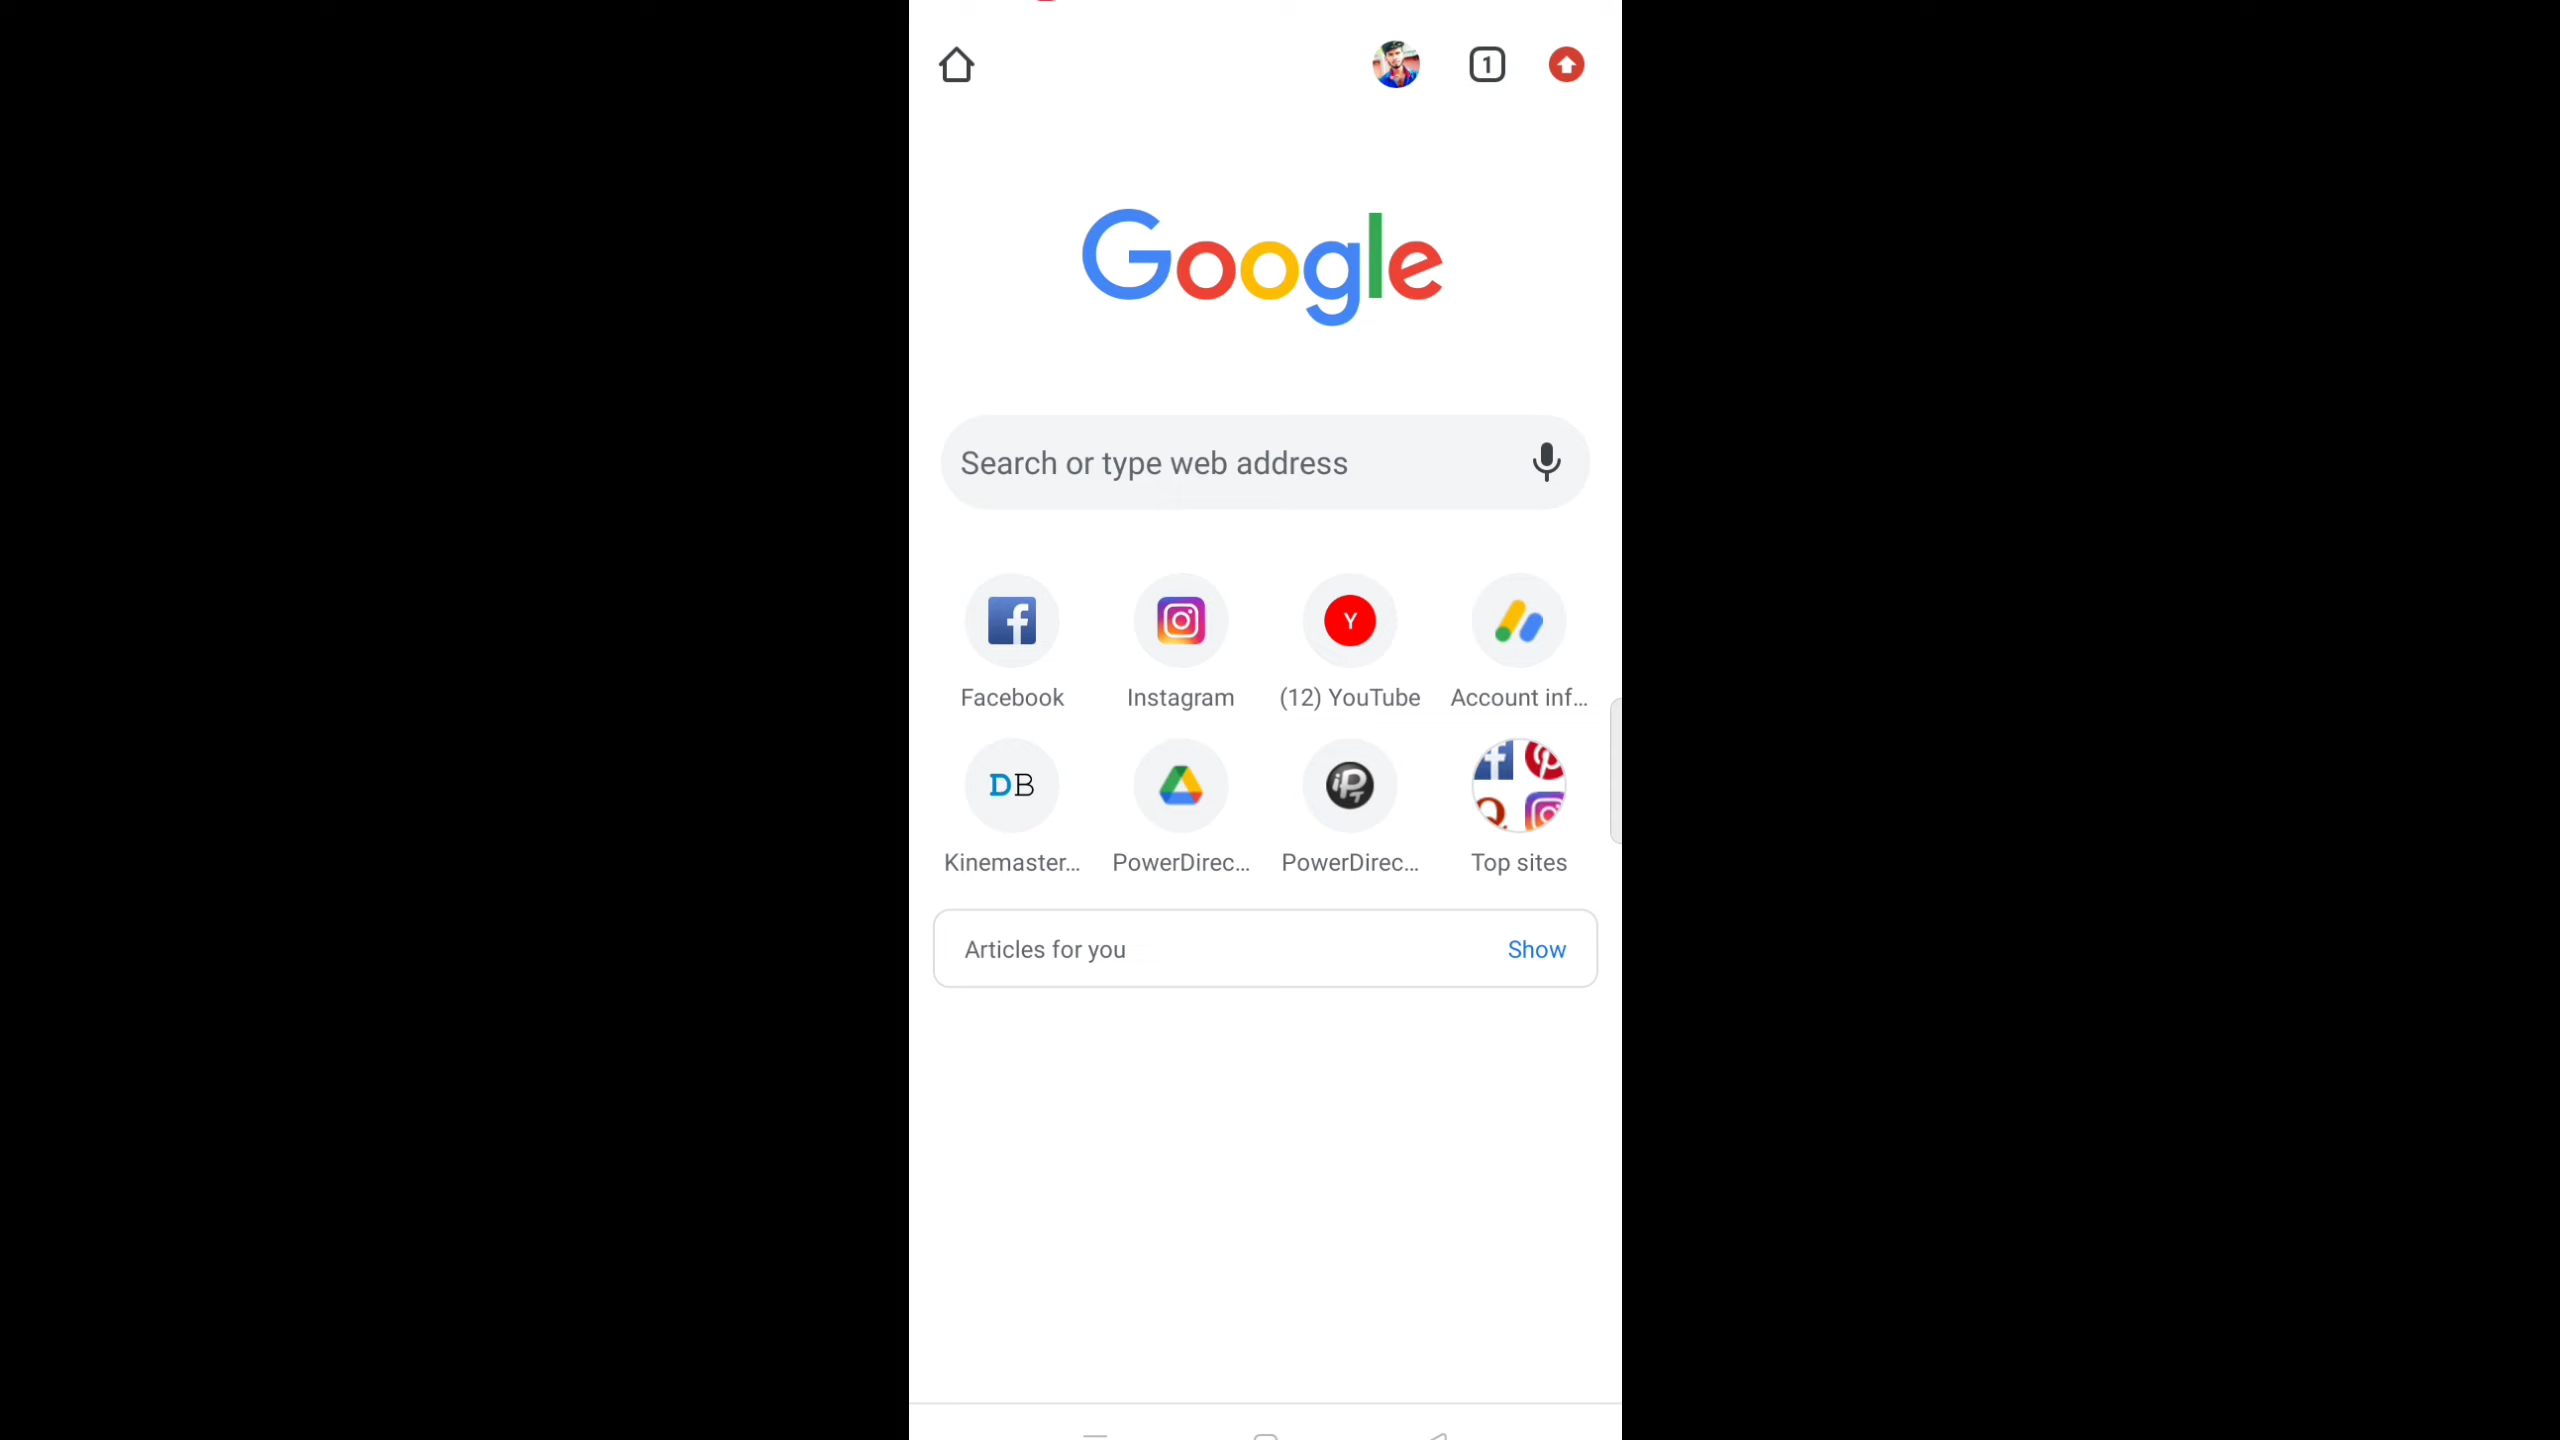 1
Google
Search or type web address
Y
Facebook
Instagram
(12) YouTube
Account inf...
DB
iPT
Kinemaster...
PowerDirec...
PowerDirec...
Top sites
Articles for you
Show